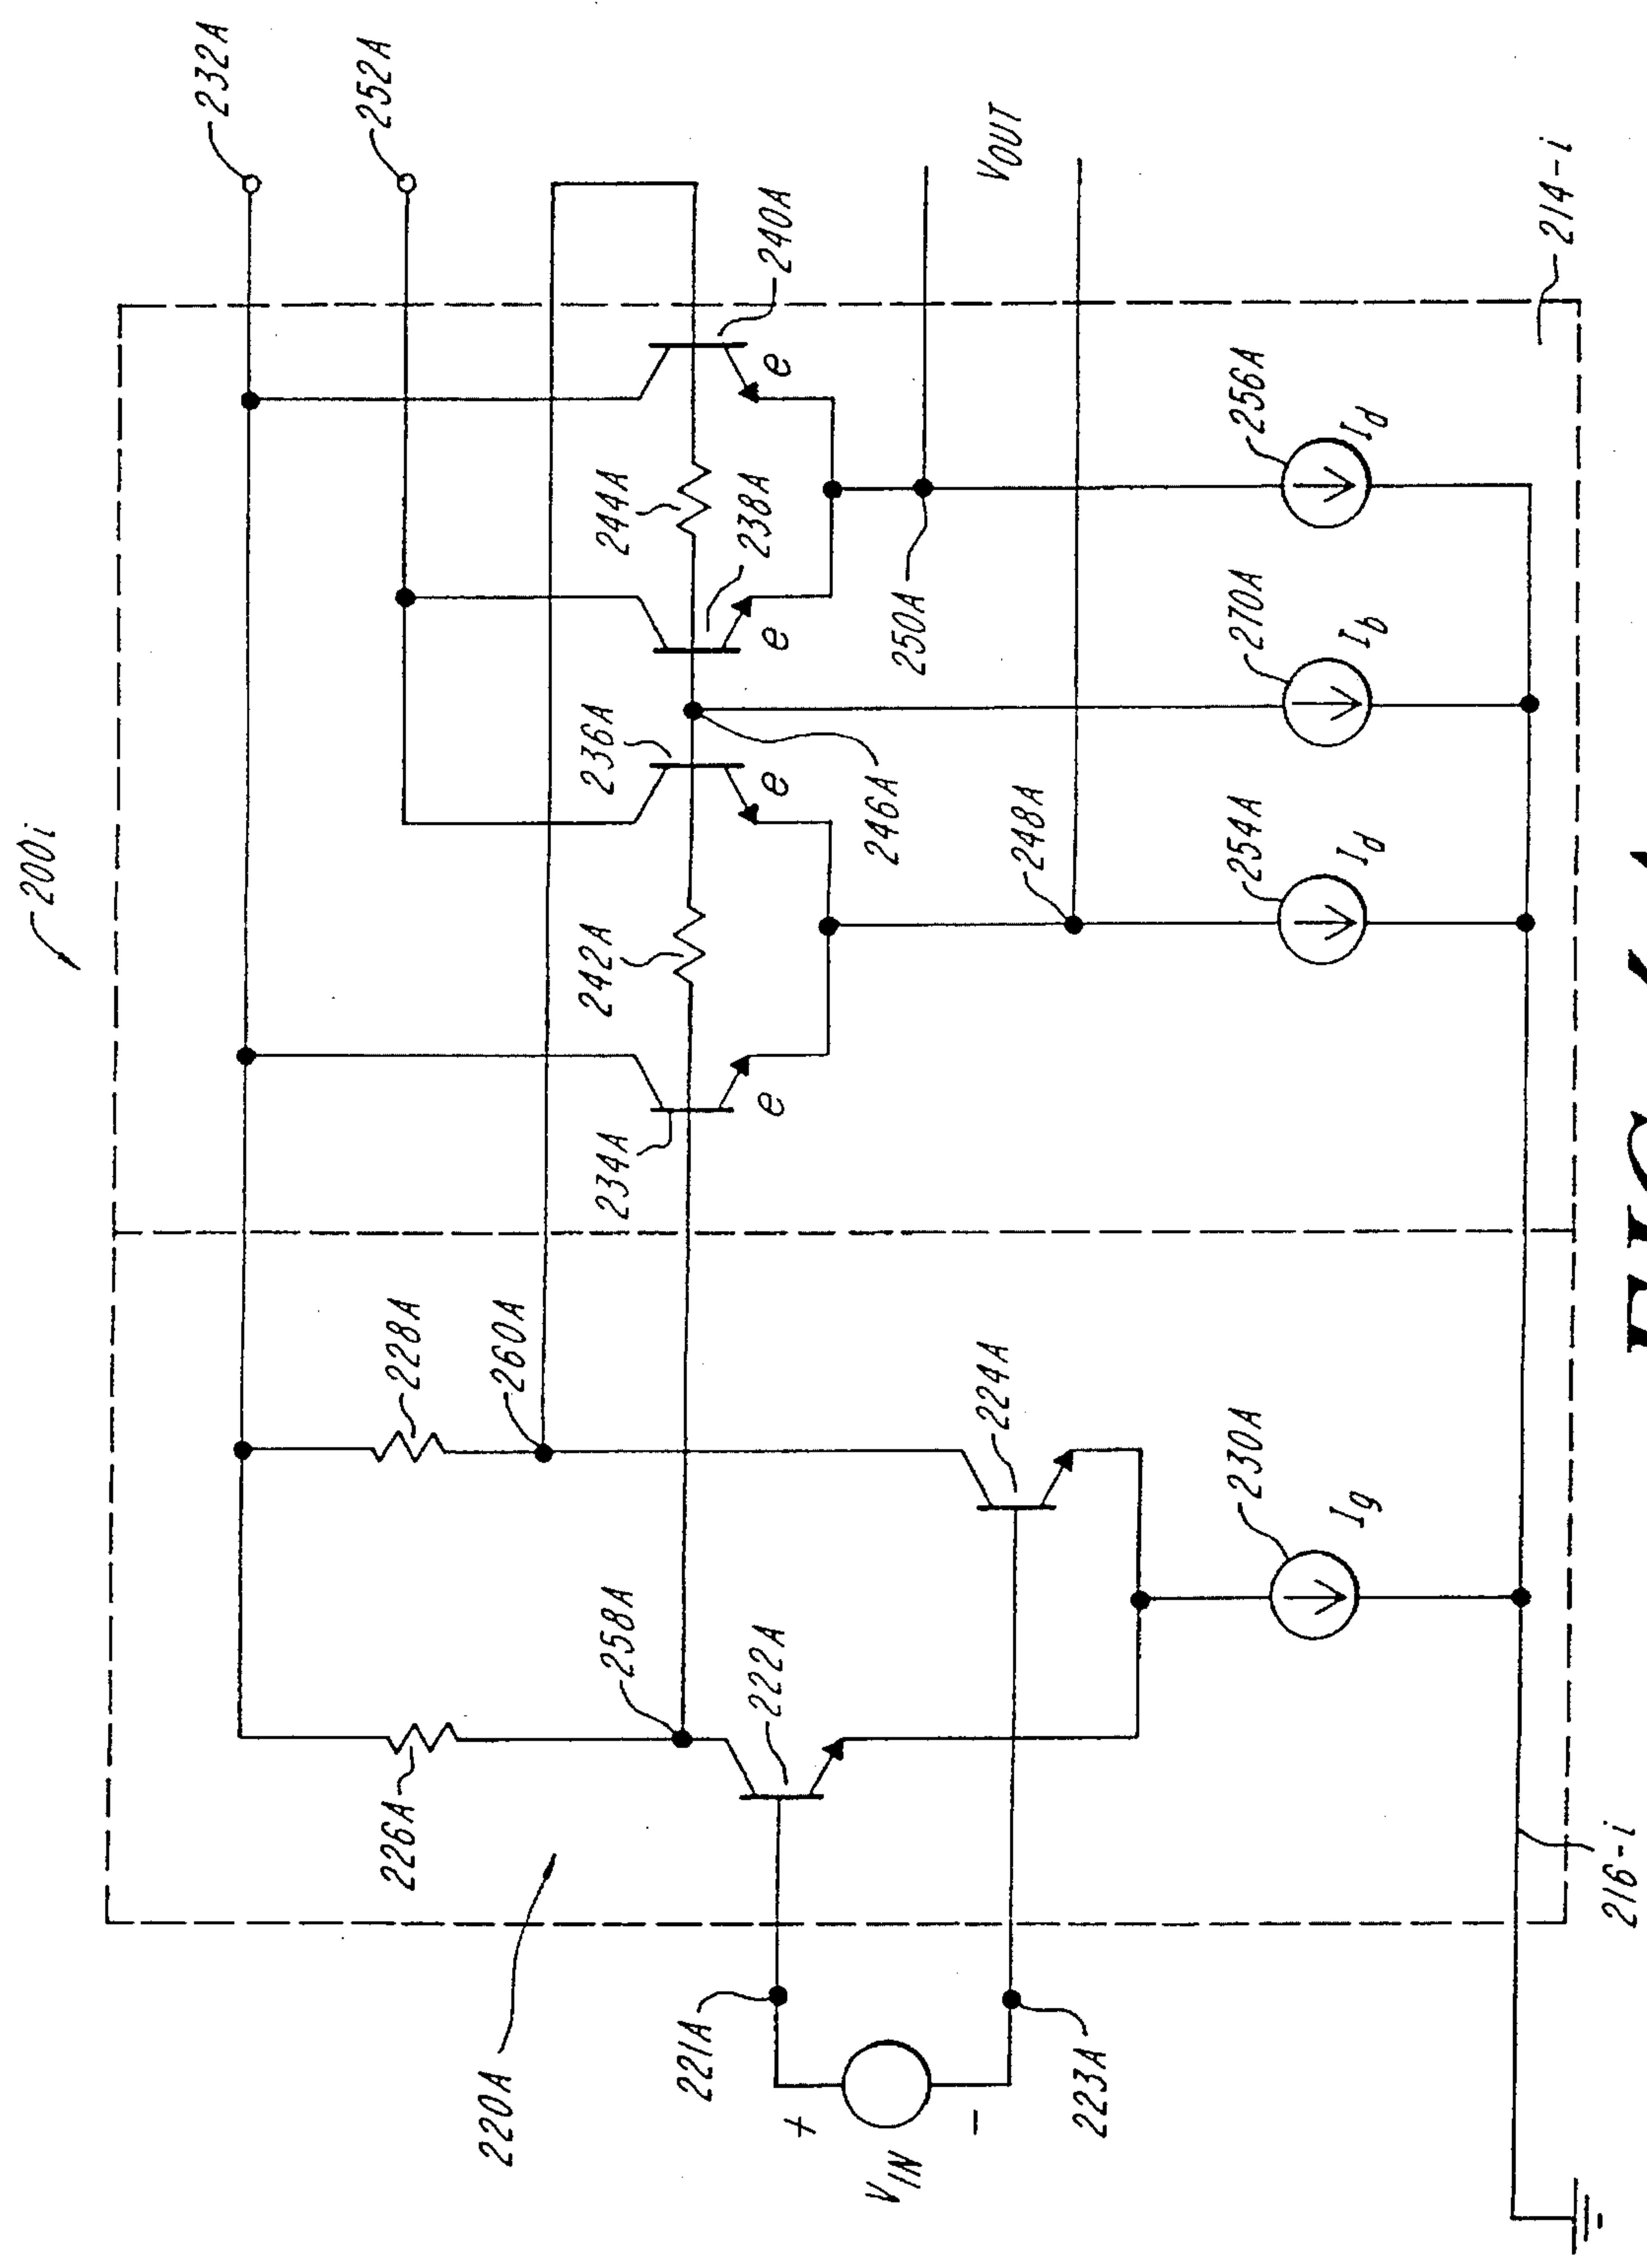 200i
232A
252A
240A
244A
238A
236A
242A
234A
e
e
e
e
250A
246A
248A
VOUT
256A
Id
270A
Ib
254A
Id
214-i
228A
260A
226A
258A
222A
224A
220A
221A
223A
+
VIN
-
230A
Ig
216-i